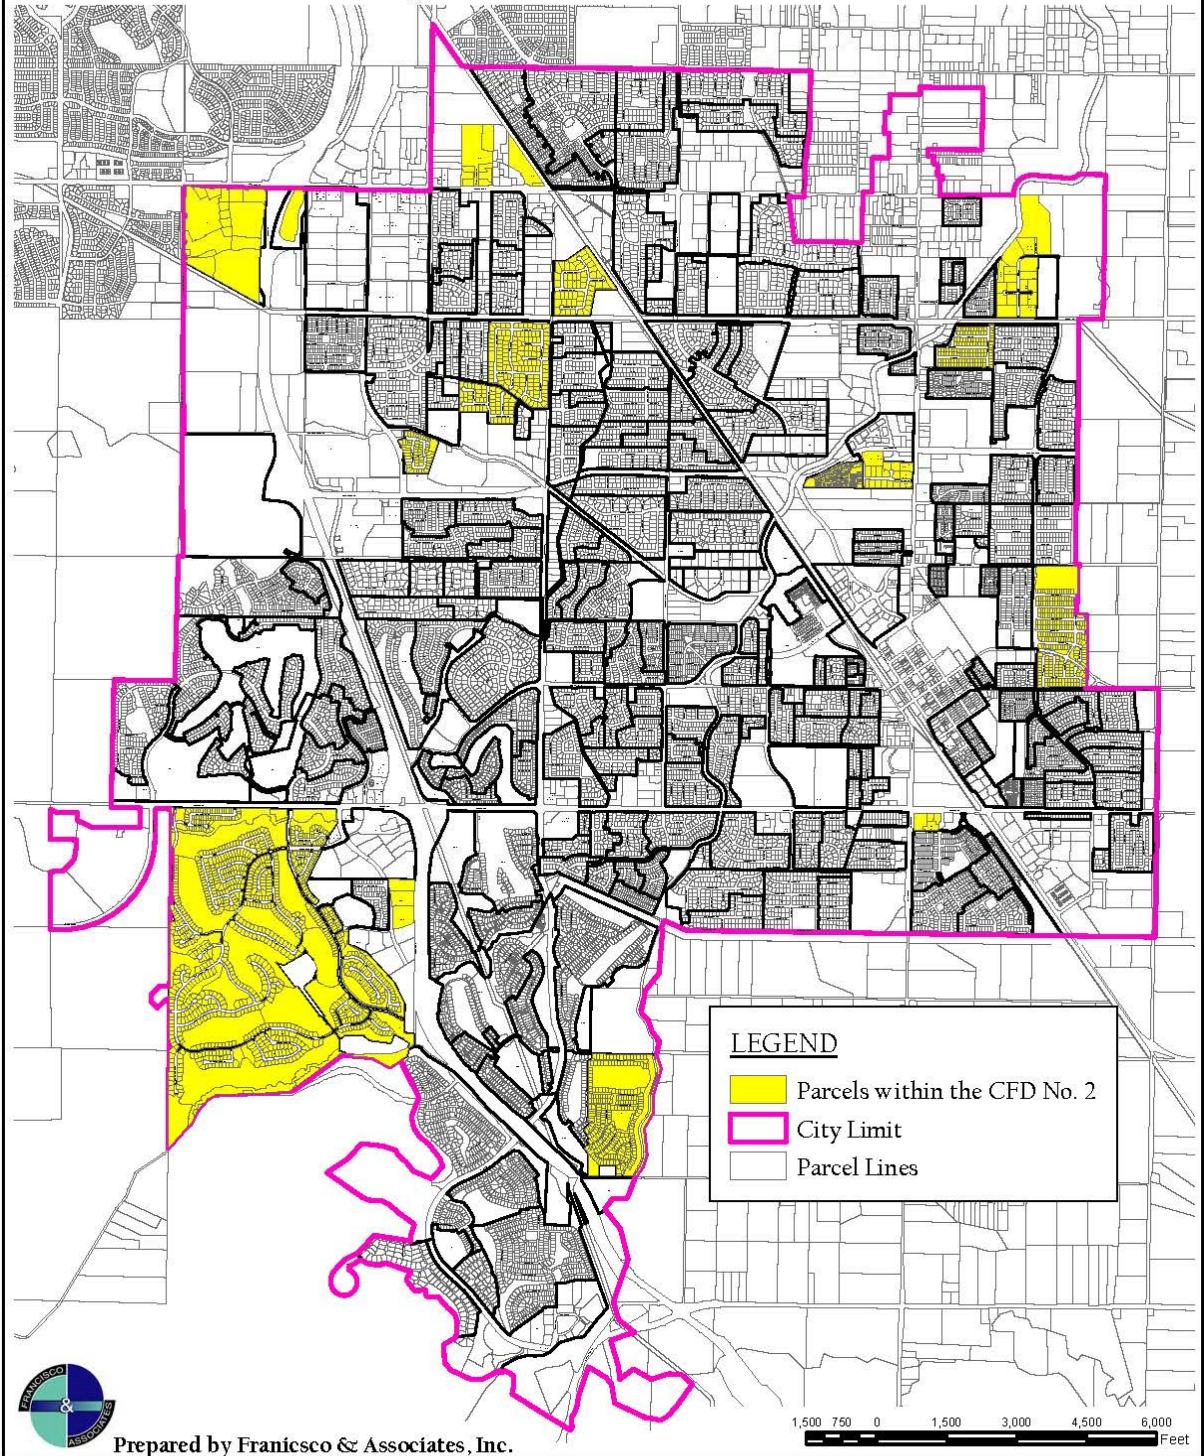 LEGEND
Parcels within the CFD No. 2
City Limit
Parcel Lines
FRANCISCO
&
ASSOCIATES
Prepared by Franicsco & Associates, Inc.
1,500 750 0 1,500 3,000 4,500 6,000
Feet